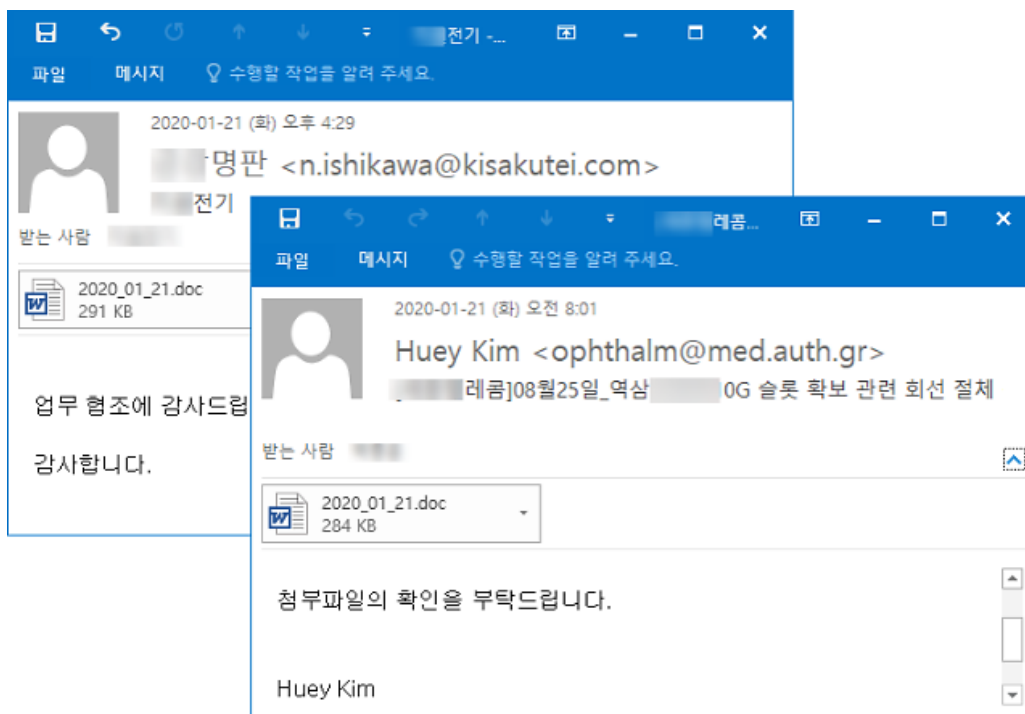 전기 -...
파일 메시지 수행할 작업을 알려 주세요.
2020-01-21 (화) 오후 4:29
명판 <n.ishikawa@kisakutei.com>
전기
받는 사람
2020_01_21.doc
291 KB
업무 협조에 감사드립
감사합니다.
레콤...
파일 메시지 수행할 작업을 알려 주세요.
2020-01-21 (화) 오전 8:01
Huey Kim <ophthalm@med.auth.gr>
레콤]08월25일_역삼 0G 슬롯 확보 관련 회선 절체
받는 사람
2020_01_21.doc
284 KB
첨부파일의 확인을 부탁드립니다.
Huey Kim